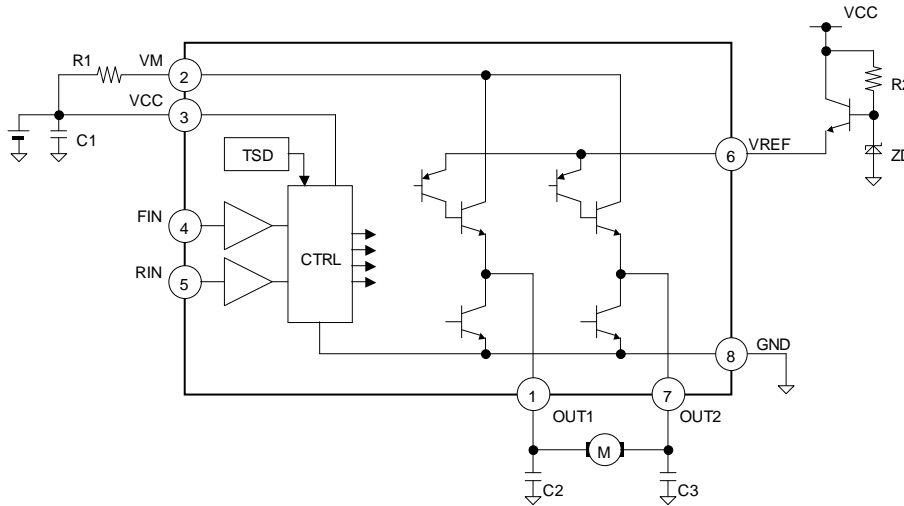 VCC
R1
VM
2
R2
VCC
3
C1
TSD
VREF
6
ZD
FIN
4
CTRL
RIN
5
GND
8
1
7
OUT1
OUT2
M
C2
C3